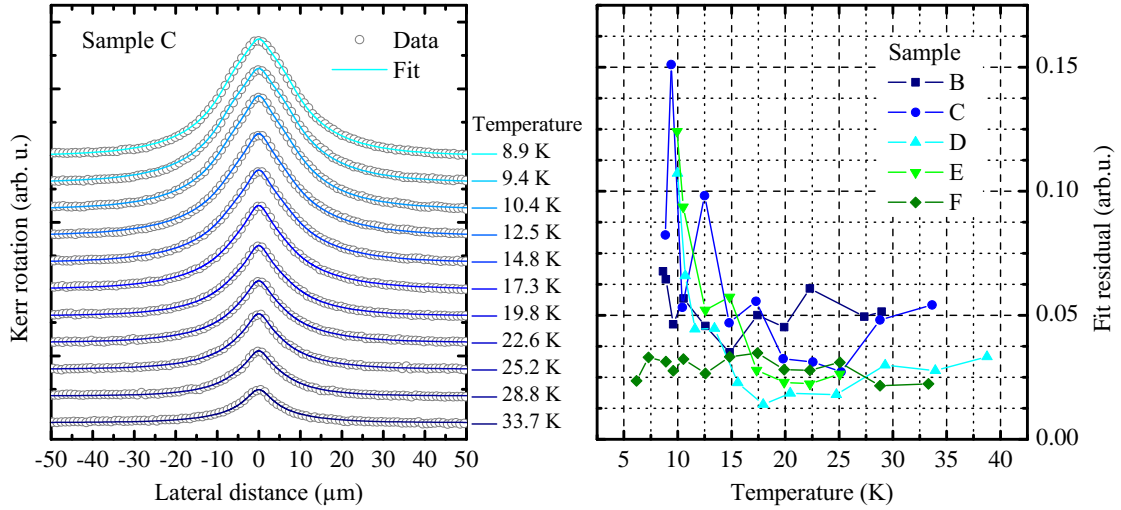 Sample C
Data
Fit
Kerr rotation (arb. u.)
Temperature
8.9 K
9.4 K
10.4 K
12.5 K
14.8 K
17.3 K
19.8 K
22.6 K
25.2 K
28.8 K
33.7 K
-50 -40 -30 -20 -10 0 10 20 30 40 50
Lateral distance (µm)
Sample
B
C
D
E
F
0.15
0.10
0.05
0.00
Fit residual (arb.u.)
5 10 15 20 25 30 35 40
Temperature (K)